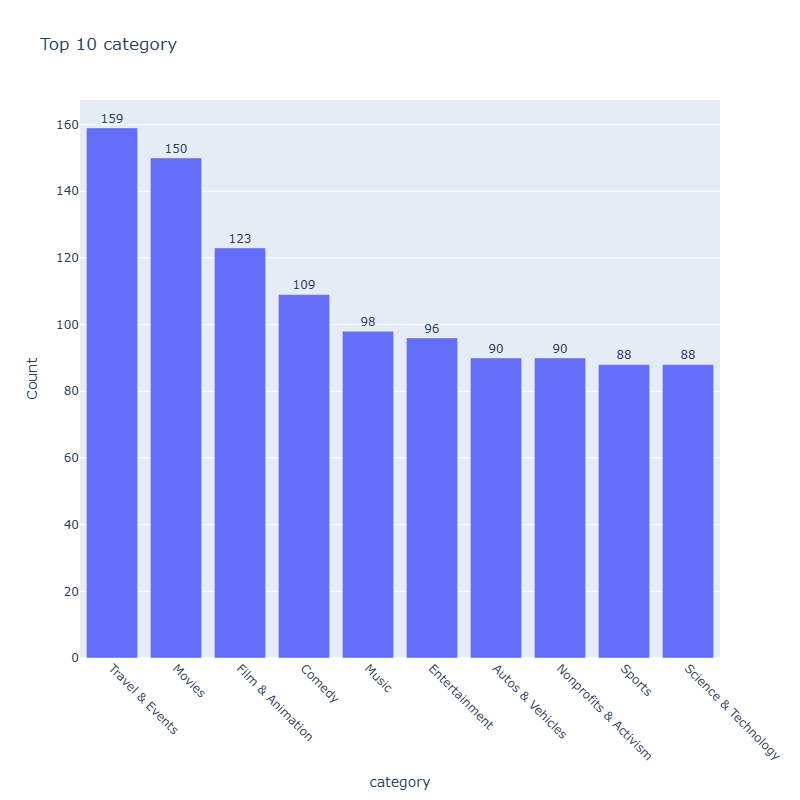 Top 10 category
159
150
123
109
98
96
90
90
88
88
160
140
120
100
80
60
40
20
0
Count
Travel & Events
Movies
Film & Animation
Comedy
Music
Entertainment
Autos & Vehicles
Nonprofits & Activism
Sports
Science & Technology
category